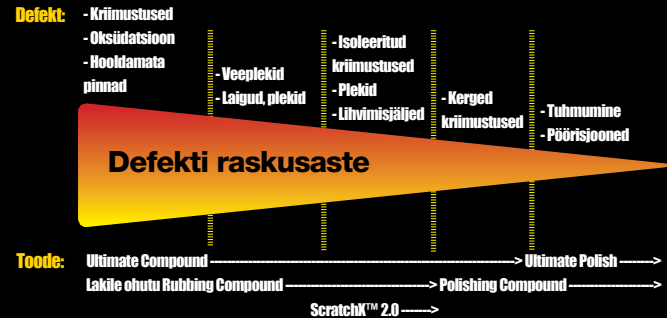 Defekt:
- Kriimustused
- Oksüdatsioon
- Hooldamata
pinnad
- Veeplekid
- Laigud, plekid
- Isoleeritud
kriimustused
- Plekid
- Lihvimisjäljed
- Kerged
kriimustused
- Tuhmumine
- Pöörisjooned
Defekti raskusaste
Toode: Ultimate Compound ---------------------------------------------------> Ultimate Polish ------->
Lakile ohutu Rubbing Compound -------------------------> Polishing Compound --------------->
ScratchX™ 2.0 ------->